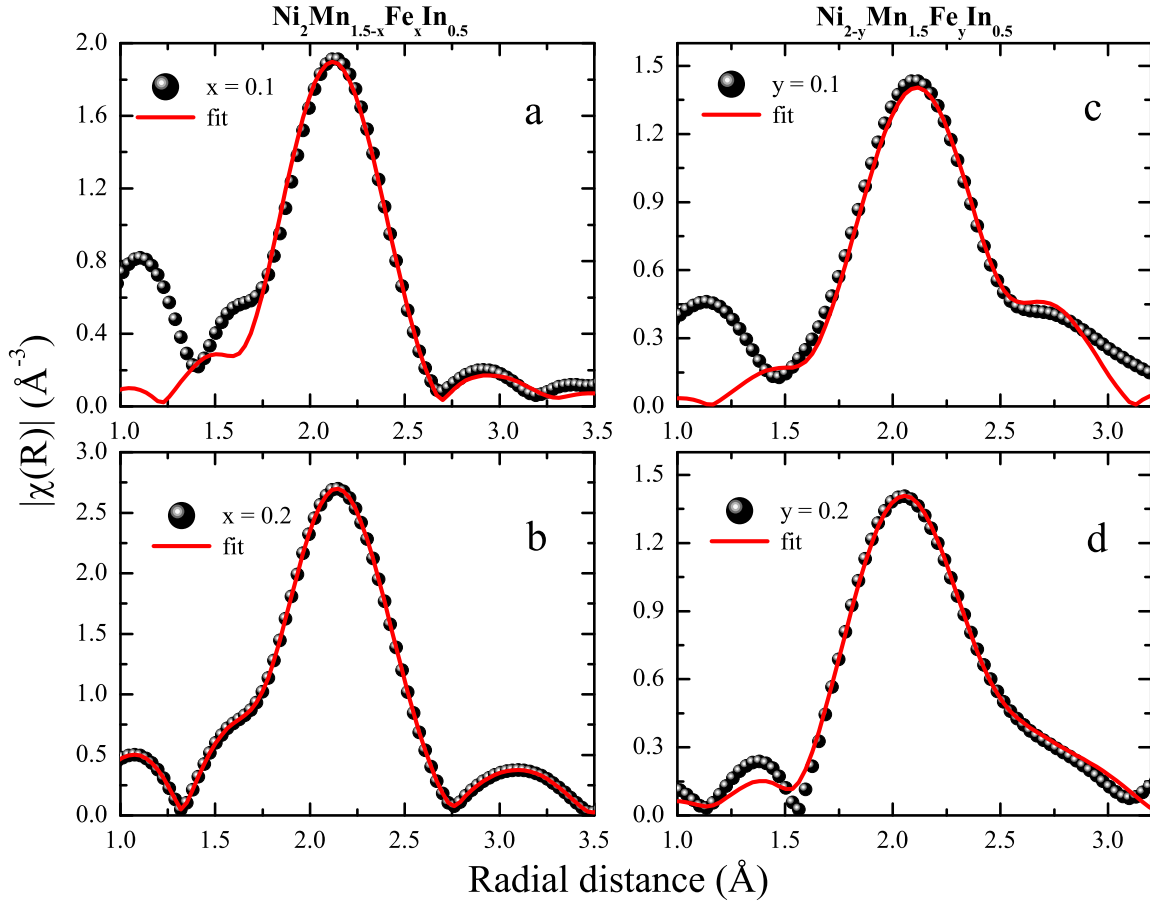 Ni2Mn1.5-xFexIn0.5
Ni2-yMn1.5FeyIn0.5
|χ(R)| (Å-3)
2.0
1.6
1.2
0.8
0.4
0.0
x = 0.1
fit
a
1.0 1.5 2.0 2.5 3.0 3.5
1.5
1.2
0.9
0.6
0.3
0.0
y = 0.1
fit
c
1.0 1.5 2.0 2.5 3.0
3.0
2.5
2.0
1.5
1.0
0.5
0.0
x = 0.2
fit
b
1.0 1.5 2.0 2.5 3.0 3.5
1.5
1.2
0.9
0.6
0.3
0.0
y = 0.2
fit
d
1.0 1.5 2.0 2.5 3.0
Radial distance (Å)